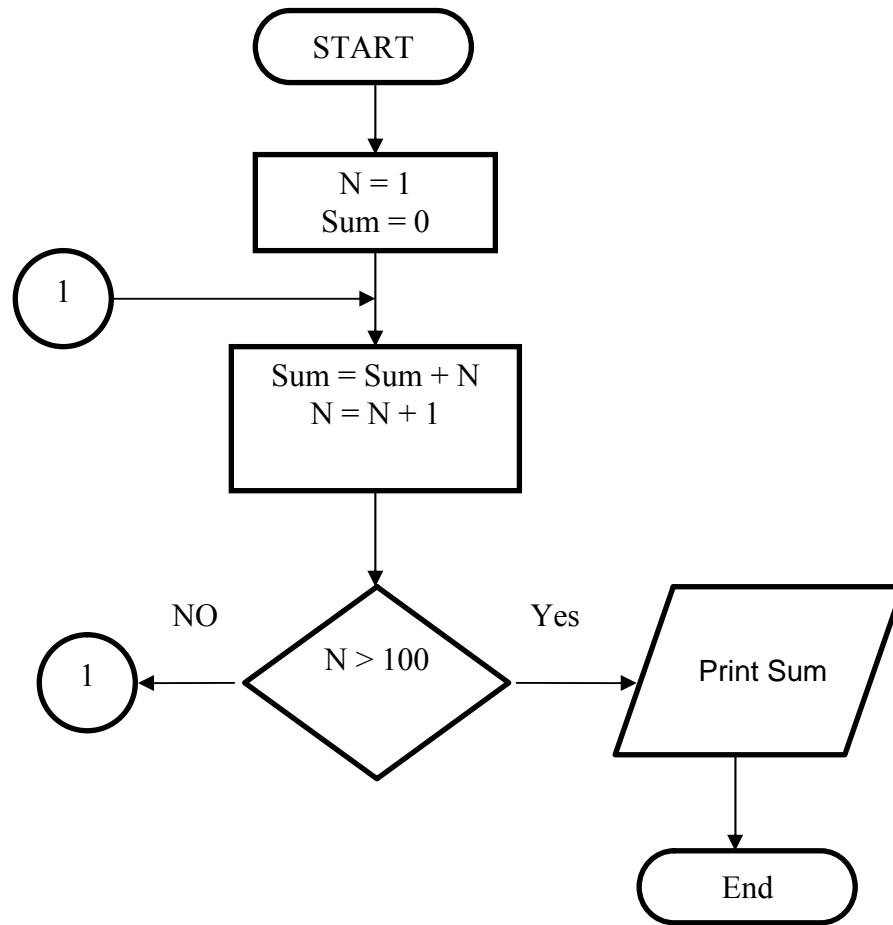 START
N = 1
Sum = 0
1
Sum = Sum + N
N = N + 1
NO
Yes
N > 100
1
Print Sum
End